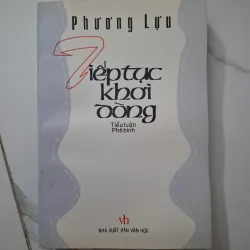 Phương Lựu
Tiếp tục
khơi
dòng
Tiểu luận
Phê bình
vh
NHÀ XUẤT BẢN VĂN HỌC